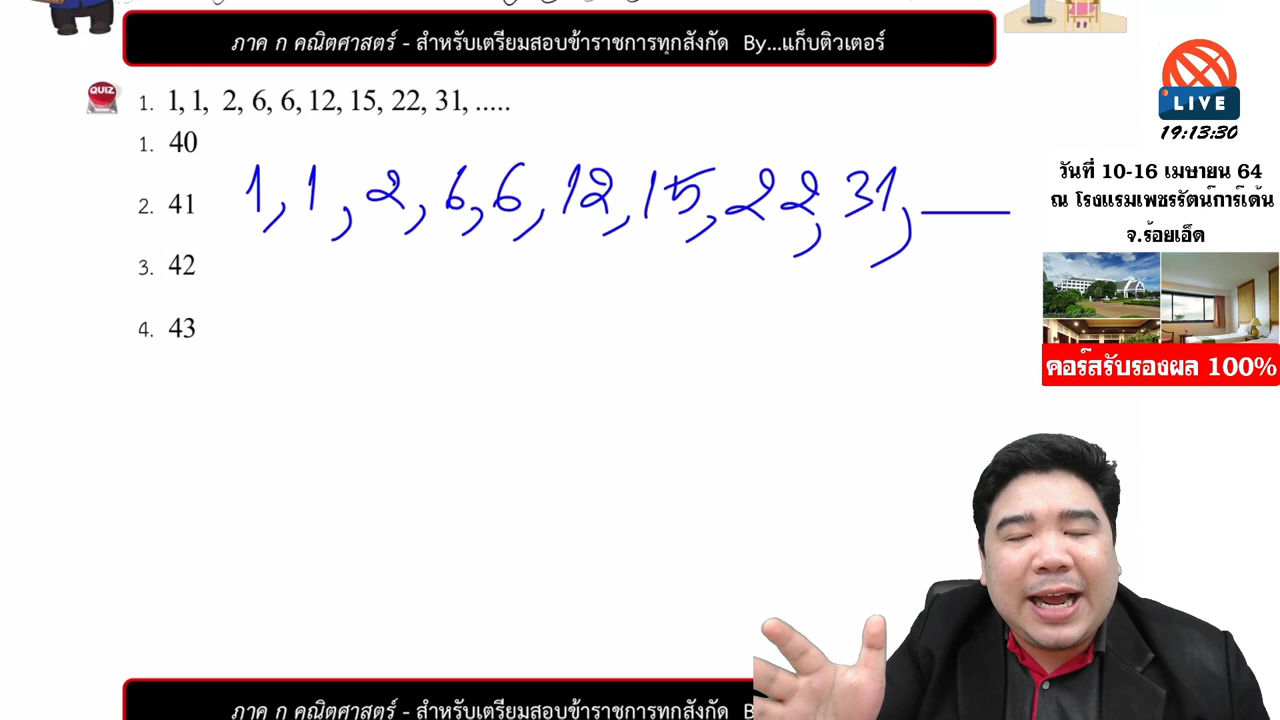 ภาค ก คณิตศาสตร์ - สำหรับเตรียมสอบข้าราชการทุกสังกัด By...แก็บติวเตอร์
QUIZ
1. 1, 1, 2, 6, 6, 12, 15, 22, 31, .....
1. 40
1, 1, 2, 6, 6, 12, 15, 22, 31, ___
2. 41
3. 42
4. 43
LIVE
19:13:30
วันที่ 10-16 เมษายน 64
ณ โรงแรมเพชรรัตน์การ์เด้น
จ.ร้อยเอ็ด
คอร์สรับรองผล 100%
ภาค ก คณิตศาสตร์ - สำหรับเตรียมสอบข้าราชการทุกสังกัด B